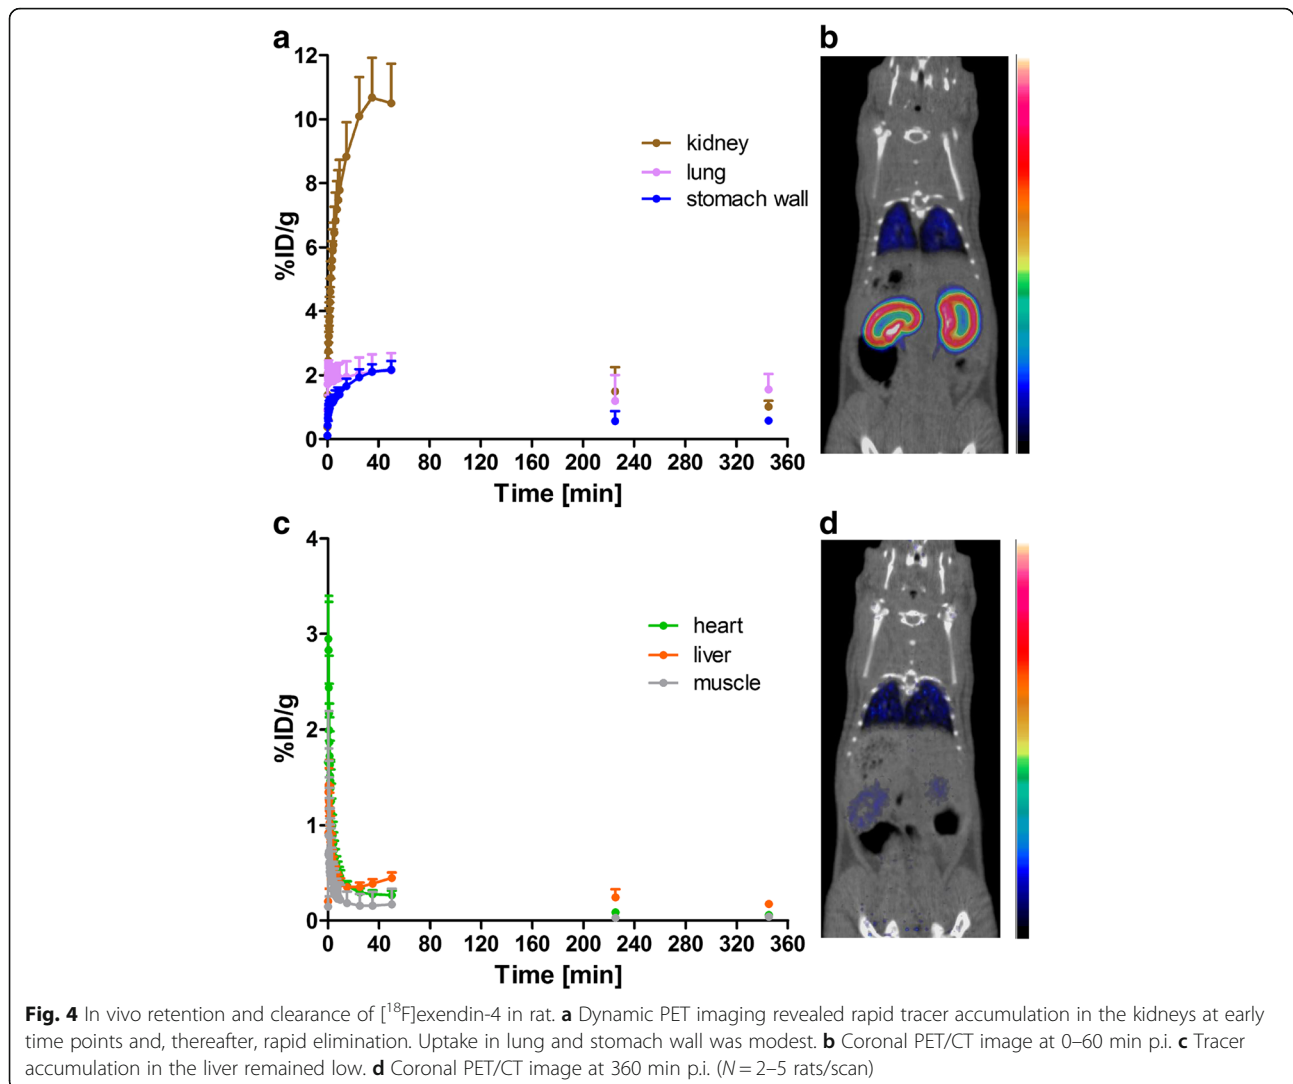 a
12
10
8
6
4
2
0
%ID/g
kidney
lung
stomach wall
0 40 80 120 160 200 240 280 320 360
Time [min]
b
c
4
3
2
1
0
%ID/g
heart
liver
muscle
0 40 80 120 160 200 240 280 320 360
Time [min]
d
Fig. 4 In vivo retention and clearance of [¹⁸F]exendin-4 in rat. a Dynamic PET imaging revealed rapid tracer accumulation in the kidneys at early
time points and, thereafter, rapid elimination. Uptake in lung and stomach wall was modest. b Coronal PET/CT image at 0–60 min p.i. c Tracer
accumulation in the liver remained low. d Coronal PET/CT image at 360 min p.i. (N = 2–5 rats/scan)